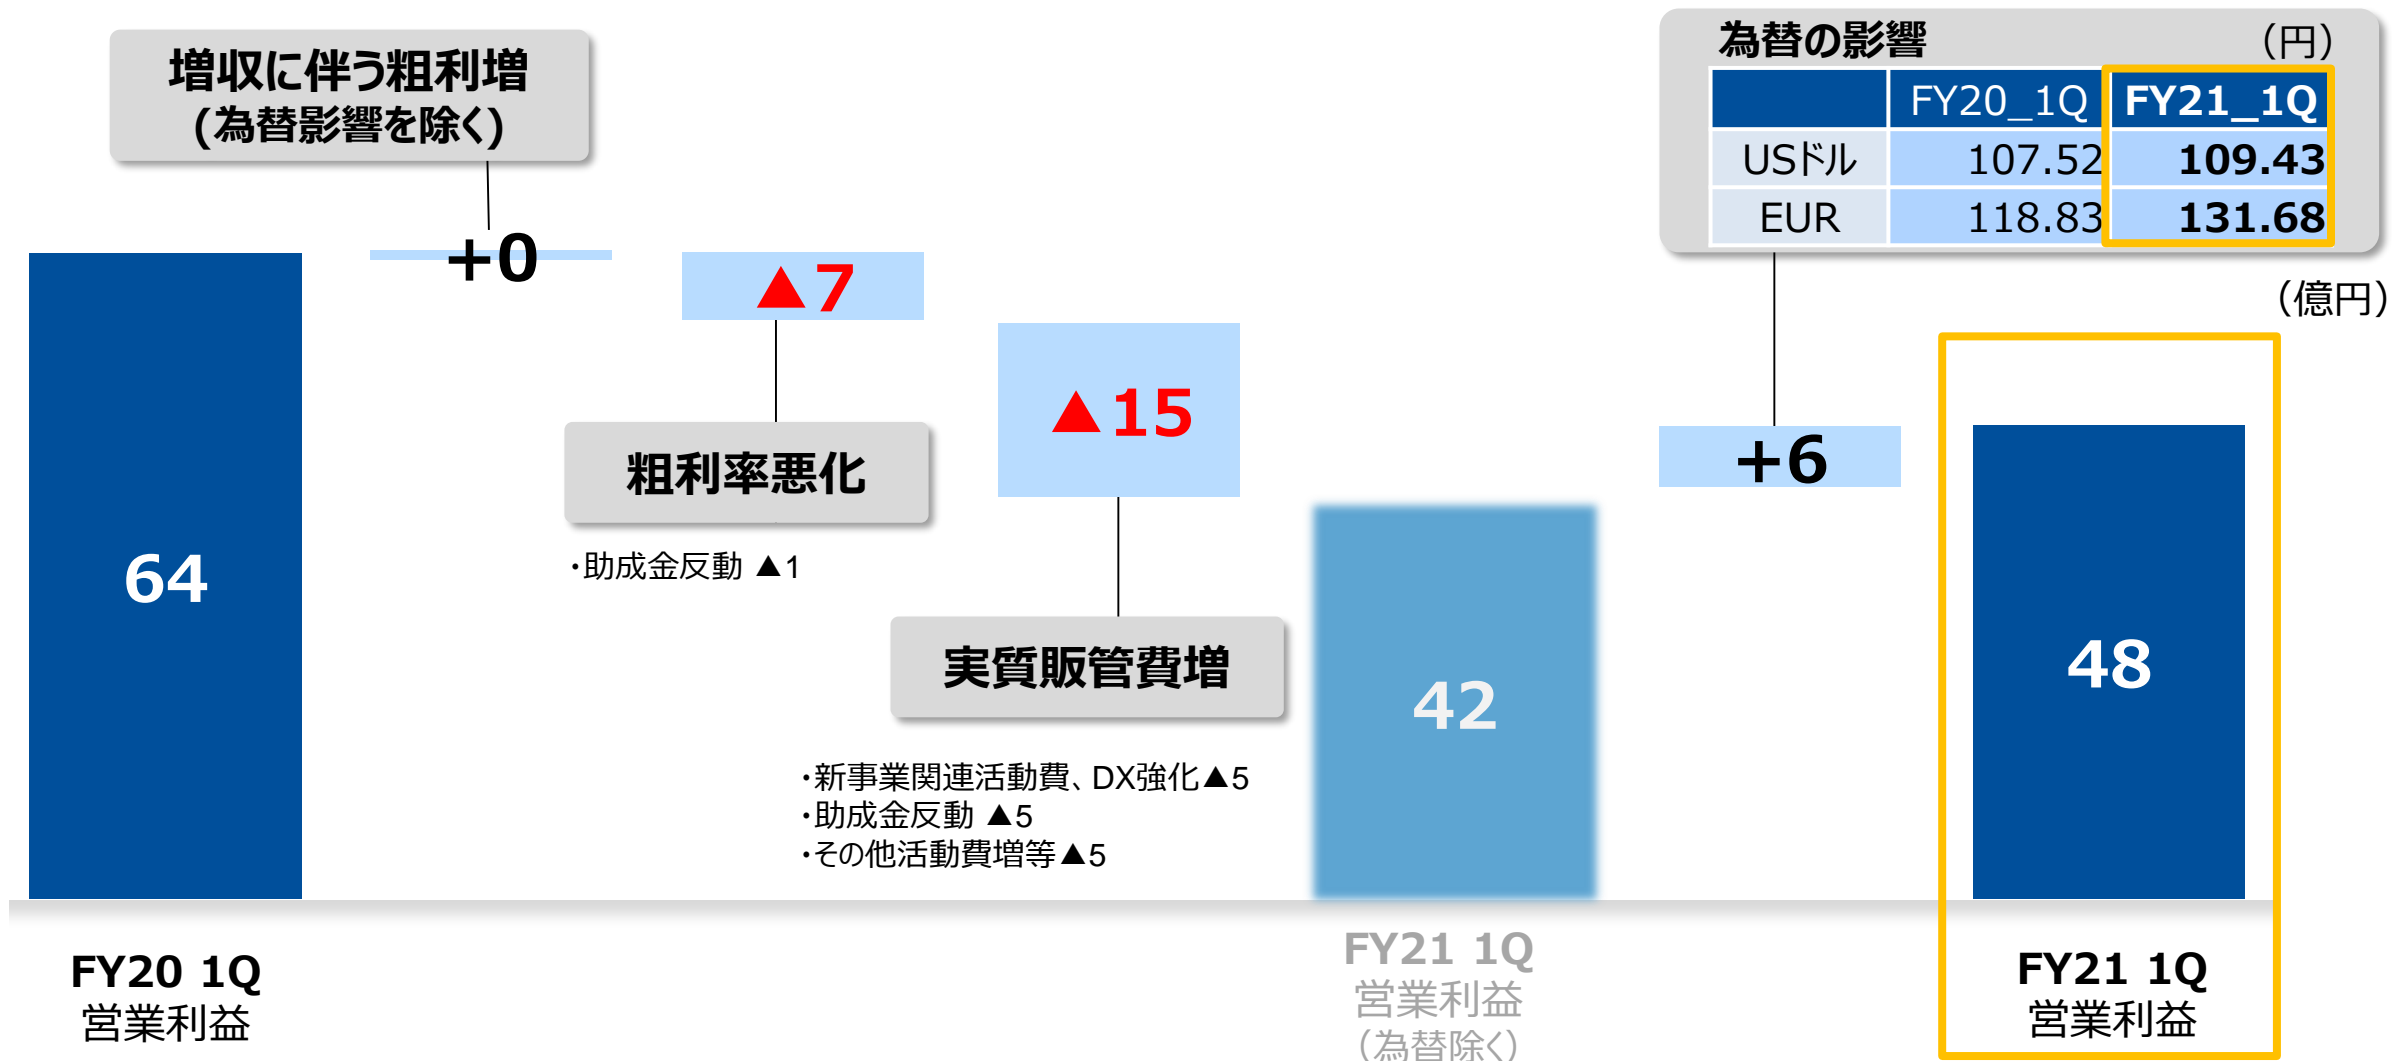 増収に伴う粗利増
(為替影響を除く)
為替の影響 (円)
FY20_1Q FY21_1Q
USドル 107.52 109.43
EUR 118.83 131.68
(億円)
+0
▲7
▲15
+6
粗利率悪化
・助成金反動 ▲1
実質販管費増
・新事業関連活動費、DX強化▲5
・助成金反動 ▲5
・その他活動費増等▲5
64
42
48
FY20 1Q
営業利益
FY21 1Q
営業利益
(為替除く)
FY21 1Q
営業利益